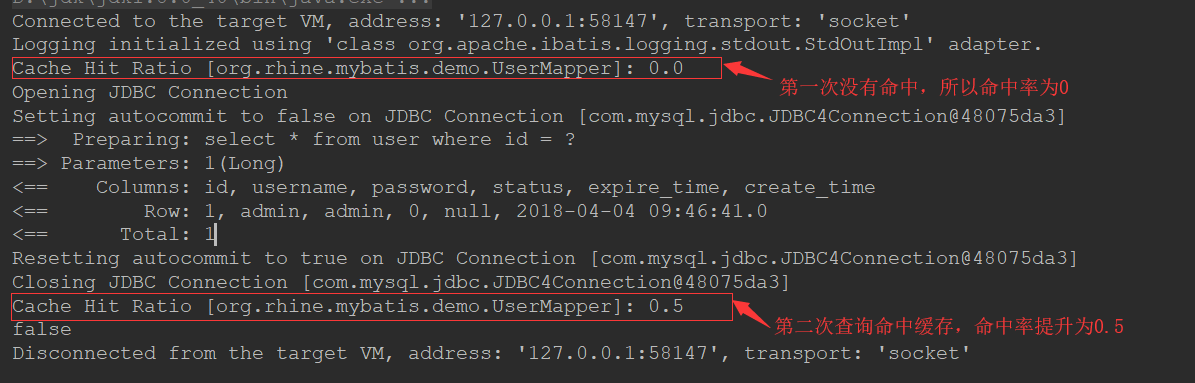 Connected to the target VM, address: '127.0.0.1:58147', transport: 'socket'
Logging initialized using 'class org.apache.ibatis.logging.stdout.StdOutImpl' adapter.
Cache Hit Ratio [org.rhine.mybatis.demo.UserMapper]: 0.0
第一次没有命中，所以命中率为0
Opening JDBC Connection
Setting autocommit to false on JDBC Connection [com.mysql.jdbc.JDBC4Connection@48075da3]
==>  Preparing: select * from user where id = ?
==> Parameters: 1(Long)
<==    Columns: id, username, password, status, expire_time, create_time
<==        Row: 1, admin, admin, 0, null, 2018-04-04 09:46:41.0
<==      Total: 1
Resetting autocommit to true on JDBC Connection [com.mysql.jdbc.JDBC4Connection@48075da3]
Closing JDBC Connection [com.mysql.jdbc.JDBC4Connection@48075da3]
Cache Hit Ratio [org.rhine.mybatis.demo.UserMapper]: 0.5
第二次查询命中缓存，命中率提升为0.5
false
Disconnected from the target VM, address: '127.0.0.1:58147', transport: 'socket'